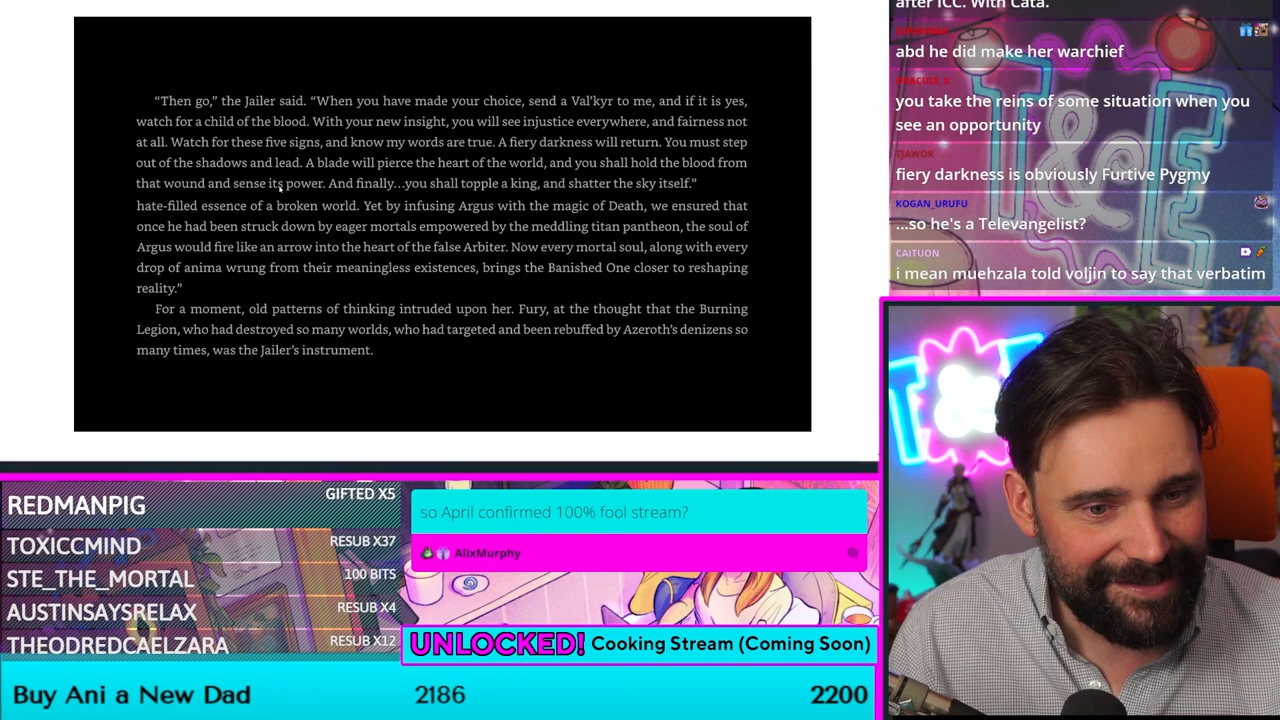 “Then go,” the Jailer said. “When you have made your choice, send a Val’kyr to me, and if it is yes,
watch for a child of the blood. With your new insight, you will see injustice everywhere, and fairness not
at all. Watch for these five signs, and know my words are true. A fiery darkness will return. You must step
out of the shadows and lead. A blade will pierce the heart of the world, and you shall hold the blood from
that wound and sense its power. And finally…you shall topple a king, and shatter the sky itself.”
hate-filled essence of a broken world. Yet by infusing Argus with the magic of Death, we ensured that
once he had been struck down by eager mortals empowered by the meddling titan pantheon, the soul of
Argus would fire like an arrow into the heart of the false Arbiter. Now every mortal soul, along with every
drop of anima wrung from their meaningless existences, brings the Banished One closer to reshaping
reality.”
For a moment, old patterns of thinking intruded upon her. Fury, at the thought that the Burning
Legion, who had destroyed so many worlds, who had targeted and been rebuffed by Azeroth’s denizens so
many times, was the Jailer’s instrument.
after ICC. With Cata.
abd he did make her warchief
you take the reins of some situation when you
see an opportunity
TJAWOR
fiery darkness is obviously Furtive Pygmy
KOGAN_URUFU
...so he's a Televangelist?
CAITUON
i mean muehzala told voljin to say that verbatim
REDMANPIG GIFTED X5
TOXICCMIND RESUB X37
STE_THE_MORTAL 100 BITS
AUSTINSAYSRELAX RESUB X4
THEODREDCAELZARA RESUB X12
so April confirmed 100% fool stream?
AlixMurphy
UNLOCKED! Cooking Stream (Coming Soon)
Buy Ani a New Dad 2186 2200